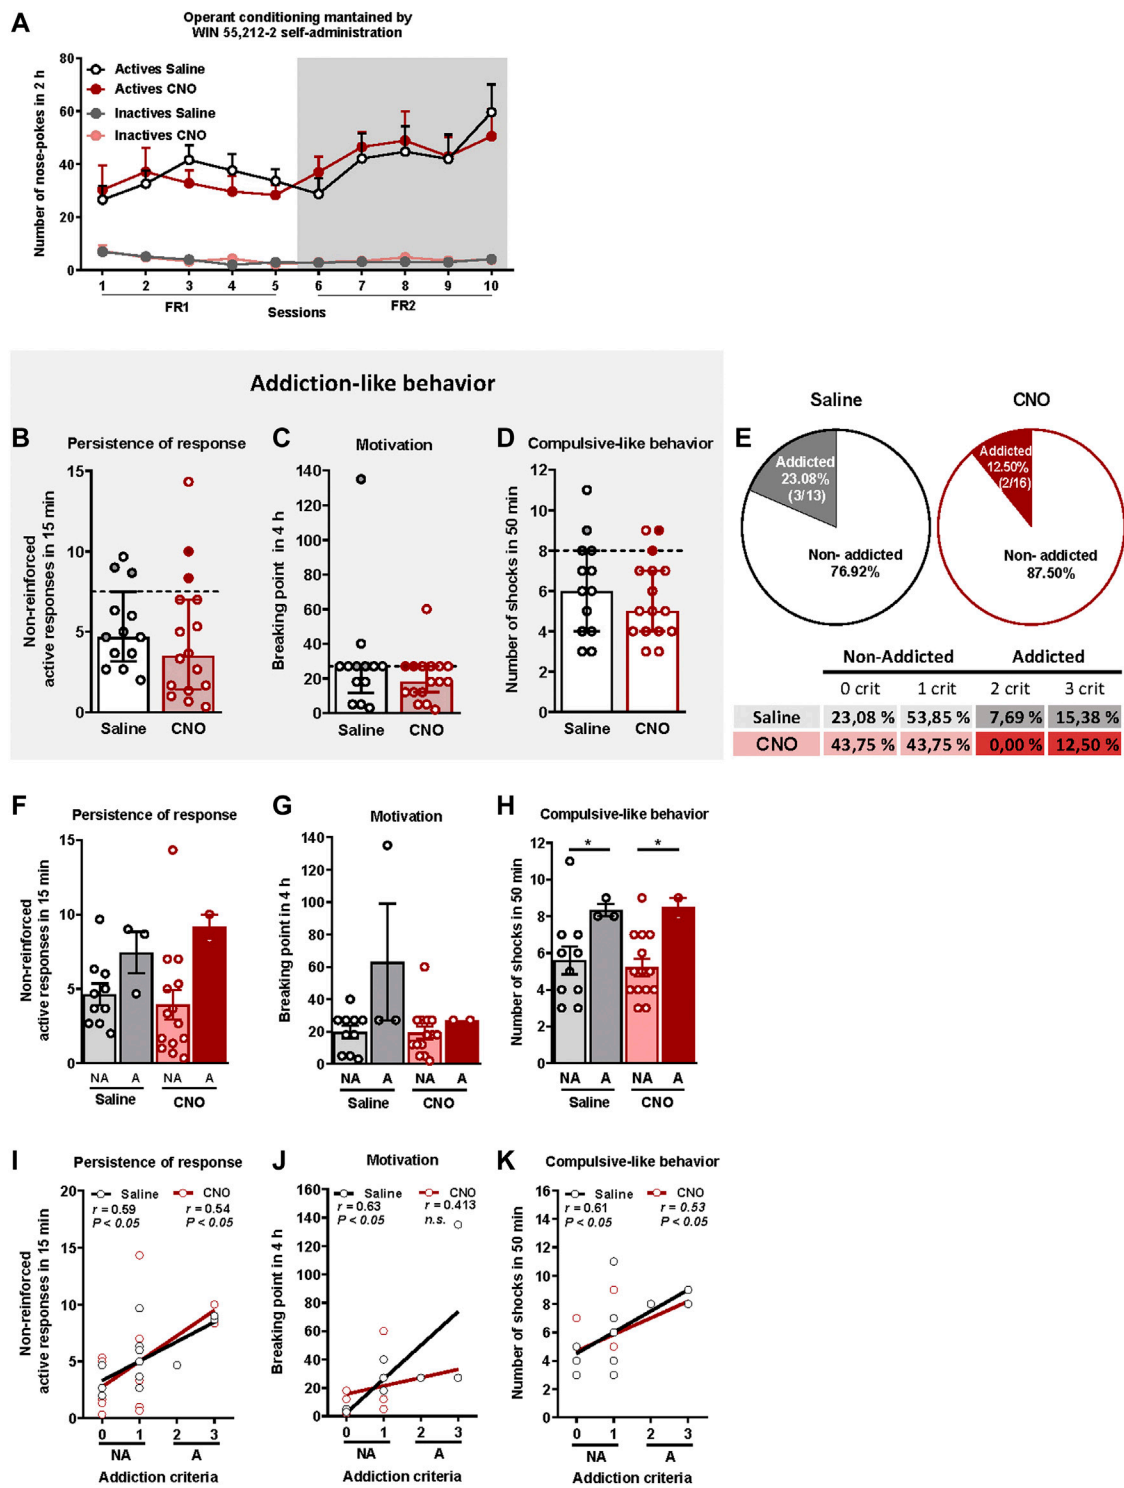 A
Operant conditioning mantained by
WIN 55,212-2 self-administration
Number of nose-pokes in 2 h
80
60
40
20
0
Actives Saline
Actives CNO
Inactives Saline
Inactives CNO
1 2 3 4 5 6 7 8 9 10
FR1 FR2
Sessions
Addiction-like behavior
B
Persistence of response
Non-reinforced
active responses in 15 min
15
10
5
0
Saline CNO
C
Motivation
Breaking point in 4 h
140
120
100
80
60
40
20
0
Saline CNO
D
Compulsive-like behavior
Number of shocks in 50 min
12
10
8
6
4
2
0
Saline CNO
E
Saline
Addicted
23.08%
(3/13)
Non- addicted
76.92%
CNO
Addicted
12.50%
(2/16)
Non- addicted
87.50%
Non-Addicted Addicted
0 crit 1 crit 2 crit 3 crit
Saline 23,08 % 53,85 % 7,69 % 15,38 %
CNO 43,75 % 43,75 % 0,00 % 12,50 %
F
Persistence of response
Non-reinforced
active responses in 15 min
15
10
5
0
NA A NA A
Saline CNO
G
Motivation
Breaking point in 4 h
140
120
100
80
60
40
20
0
NA A NA A
Saline CNO
H
Compulsive-like behavior
Number of shocks in 50 min
12
10
8
6
4
2
0
* *
NA A NA A
Saline CNO
I
Persistence of response
Non-reinforced
active responses in 15 min
20
15
10
5
0
Saline CNO
r = 0.59 r = 0.54
P < 0.05 P < 0.05
0 1 2 3
NA A
Addiction criteria
J
Motivation
Breaking point in 4 h
160
140
120
100
80
60
40
20
0
Saline CNO
r = 0.63 r = 0.413
P < 0.05 n.s.
0 1 2 3
NA A
Addiction criteria
K
Compulsive-like behavior
Number of shocks in 50 min
16
14
12
10
8
6
4
2
0
Saline CNO
r = 0.61 r = 0.53
P < 0.05 P < 0.05
0 1 2 3
NA A
Addiction criteria